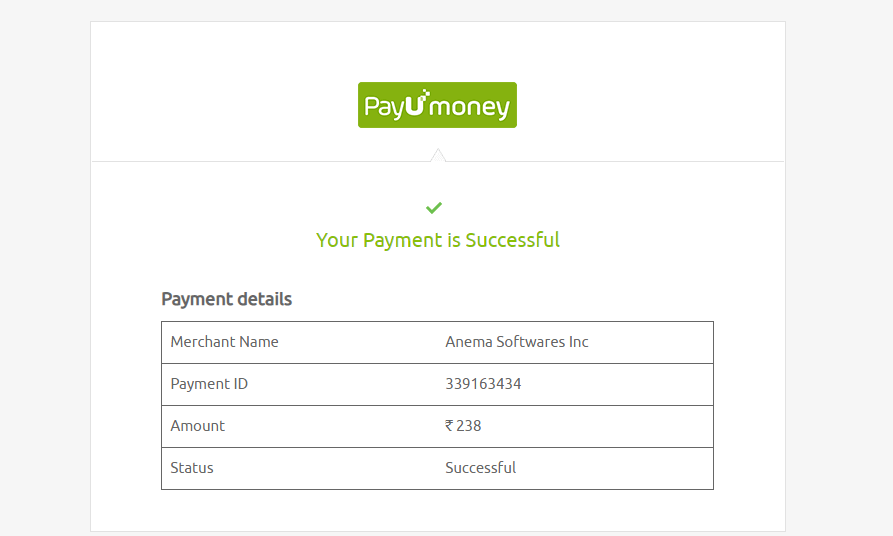 PayUmoney
Your Payment is Successful
Payment details
Merchant Name Anema Softwares Inc
Payment ID 339163434
Amount ₹ 238
Status Successful